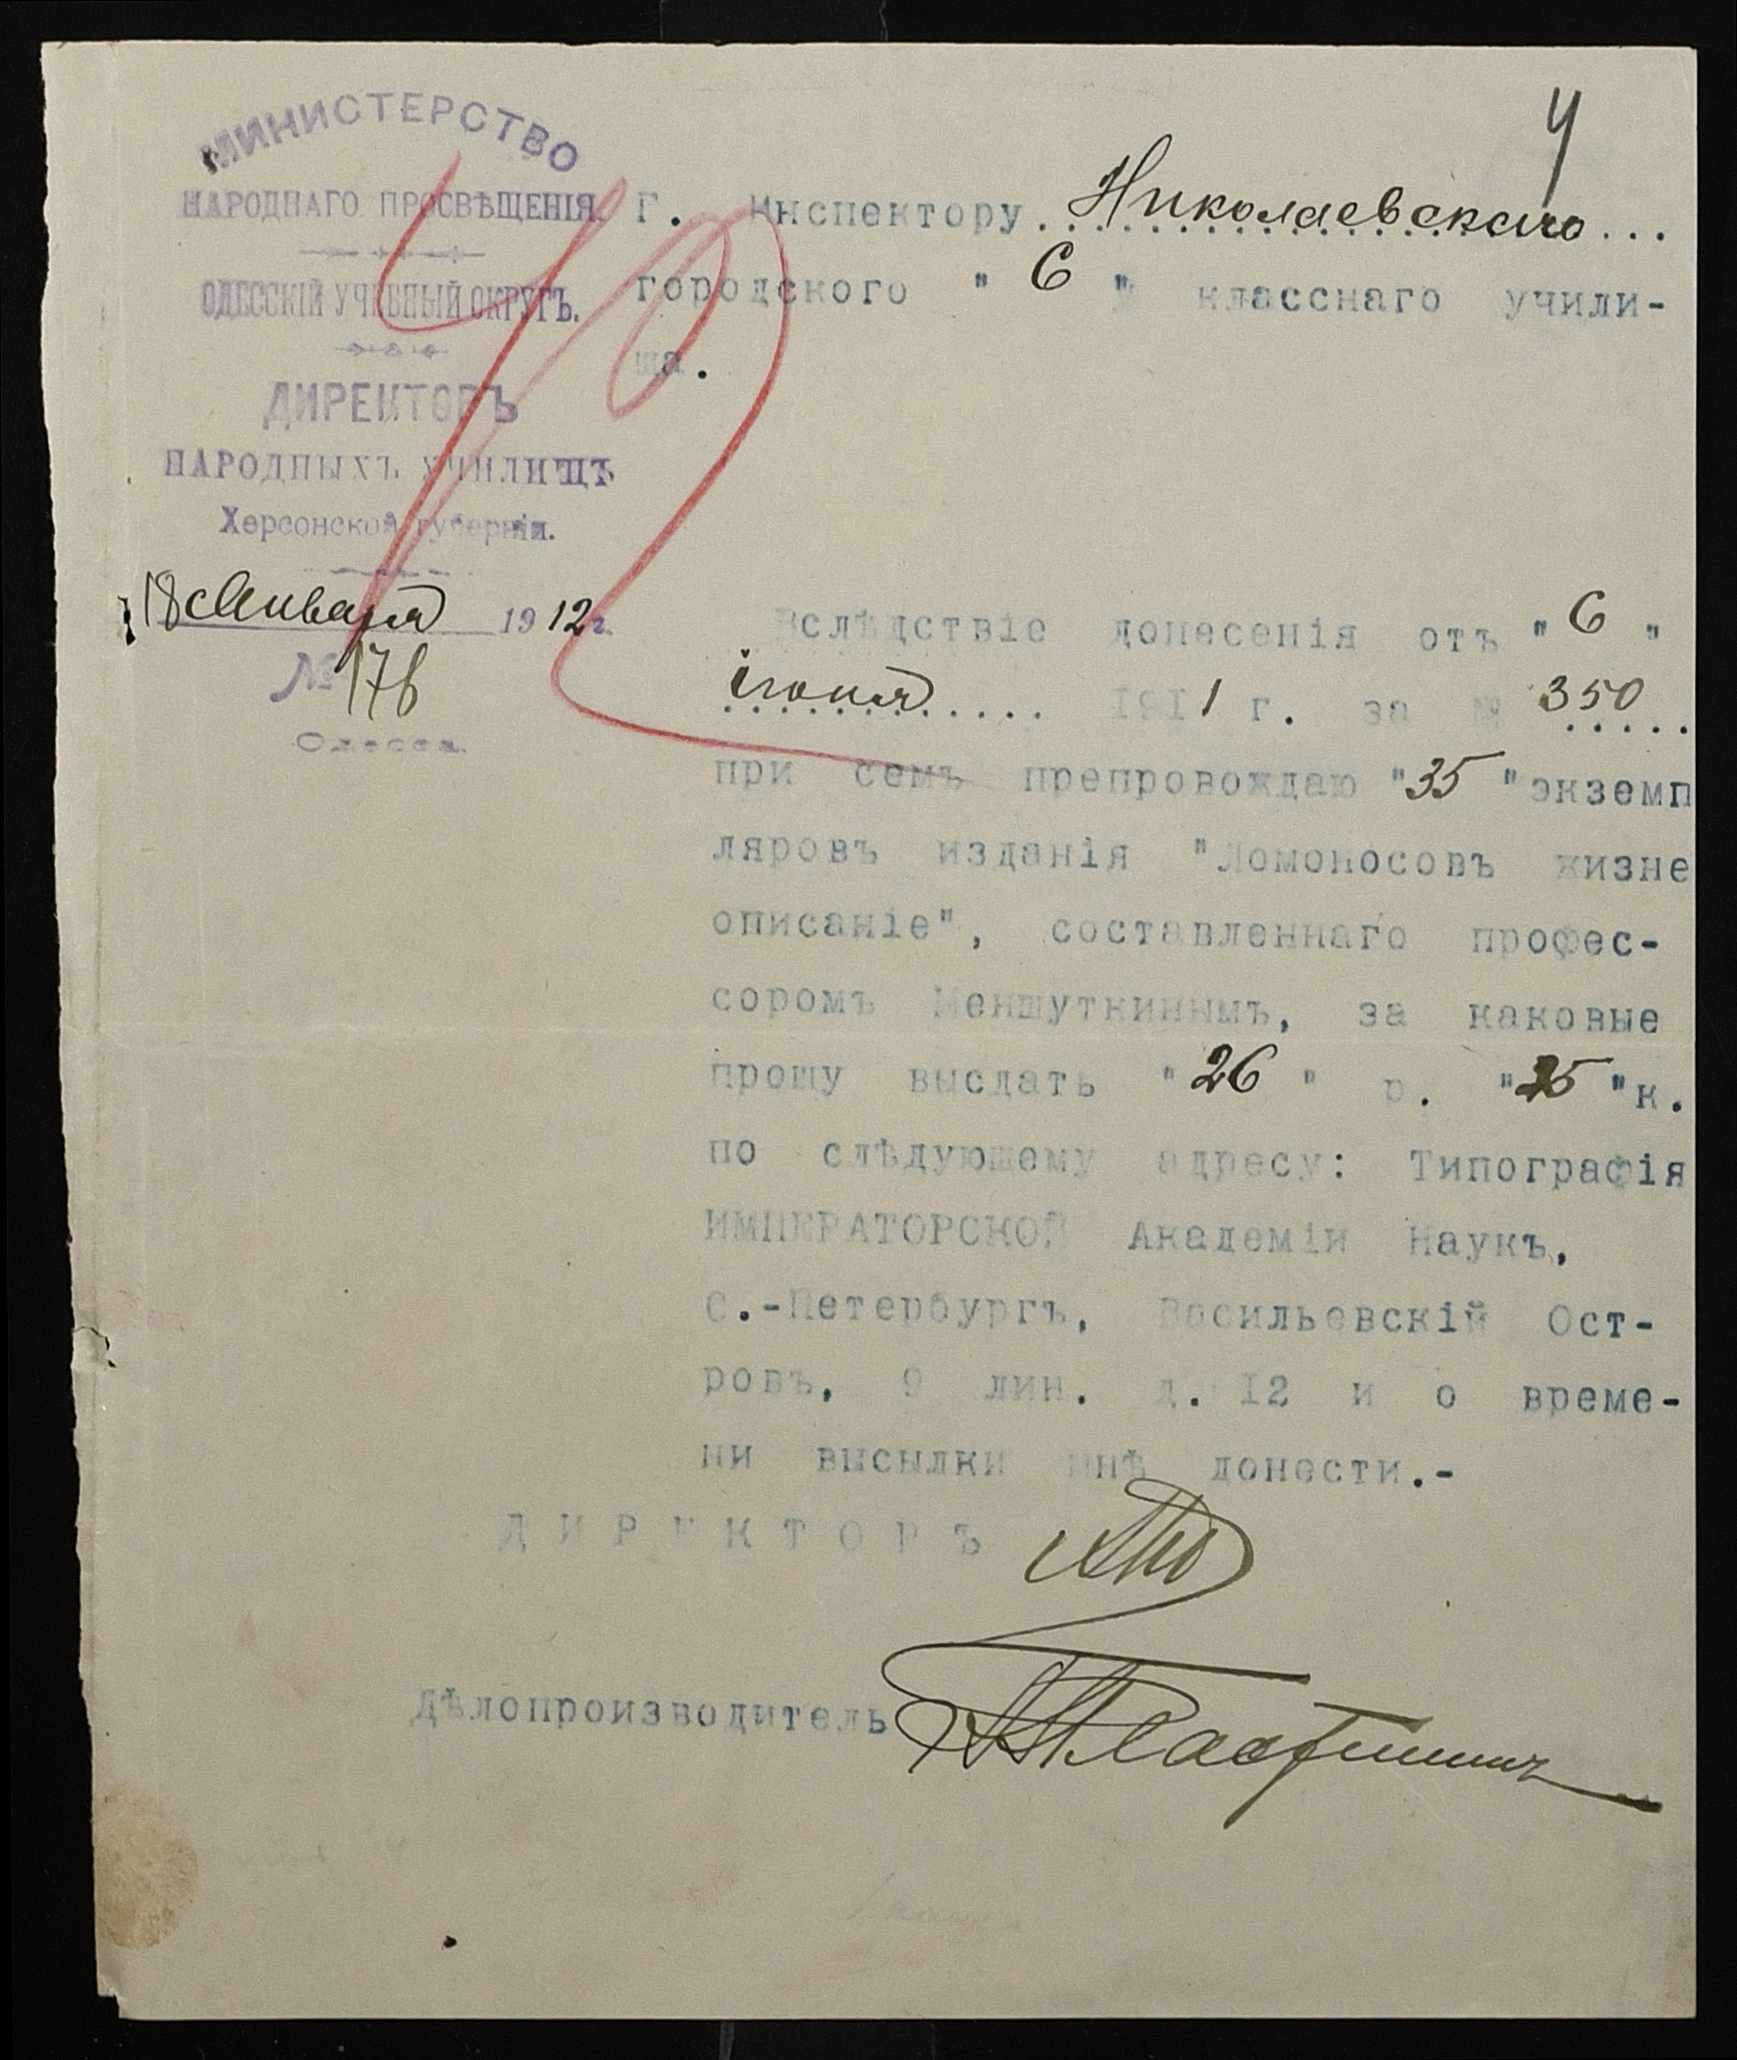 4
МИНИСТЕРСТВО
НАРОДНАГО ПРОСВѢЩЕНІЯ.
ОДЕССКІЙ УЧЕБНЫЙ ОКРУГЪ.
ДИРЕКТОРЪ
НАРОДНЫХЪ УЧИЛИЩЪ
Херсонской губерніи.
18 Января 1912 г.
№ 176
Одесса.
Г. Инспектору Николаевскаго
городского "6" класснаго учили-
ща.
Вслѣдствіе донесенія отъ "6"
іюня 1911 г. за № 350
при семъ препровождаю "35" экземп
ляровъ изданія "Ломоносовъ жизне
описаніе", составленнаго профес-
соромъ Меншуткинымъ, за каковые
прошу выслать "26" р. "25" к.
по слѣдующему адресу: Типографія
ИМПЕРАТОРСКОЙ Академіи Наукъ,
С.-Петербургъ, Васильевскій Ост-
ровъ, 9 лин. д. 12 и о време-
ни высылки мнѣ донести.-
ДИРЕКТОРЪ
Дѣлопроизводитель